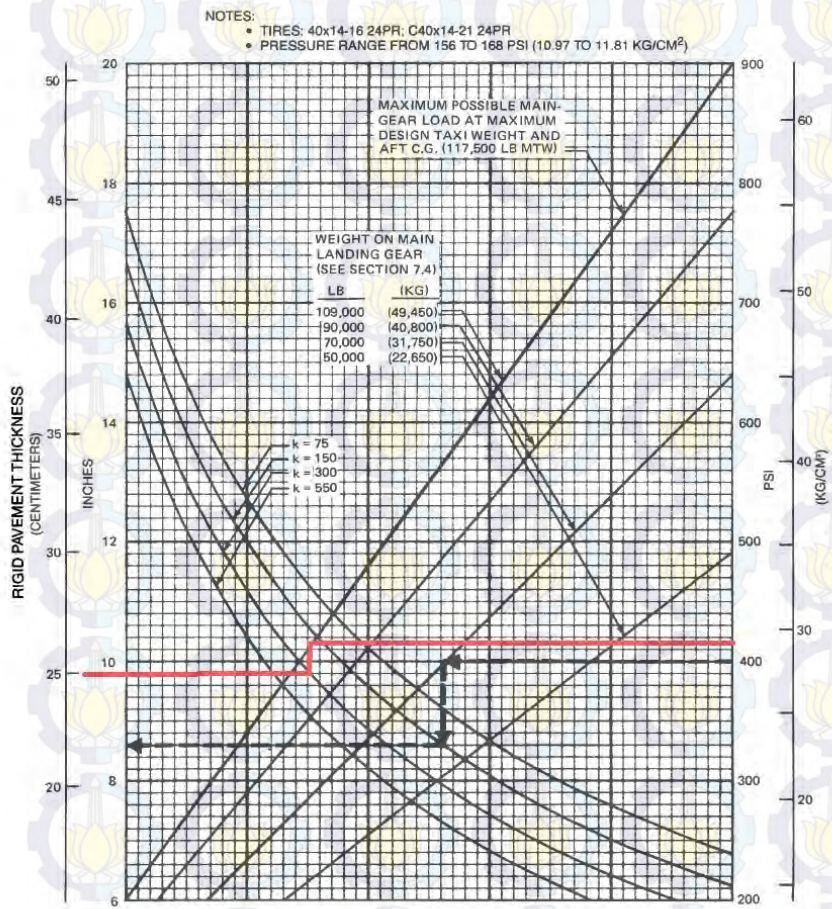 NOTES:
• TIRES: 40x14-16 24PR; C40x14-21 24PR
• PRESSURE RANGE FROM 156 TO 168 PSI (10.97 TO 11.81 KG/CM²)
MAXIMUM POSSIBLE MAIN-
GEAR LOAD AT MAXIMUM
DESIGN TAXI WEIGHT AND
AFT C.G. (117,500 LB MTW)
WEIGHT ON MAIN
LANDING GEAR
(SEE SECTION 7.4)
LB (KG)
109,000 (49,450)
90,000 (40,800)
70,000 (31,750)
50,000 (22,650)
k = 75
k = 150
k = 300
k = 550
RIGID PAVEMENT THICKNESS
(CENTIMETERS)
50
45
40
35
30
25
20
INCHES
20
18
16
14
12
10
8
6
PSI
900
800
700
600
500
400
300
200
(KG/CM²)
60
50
40
30
20